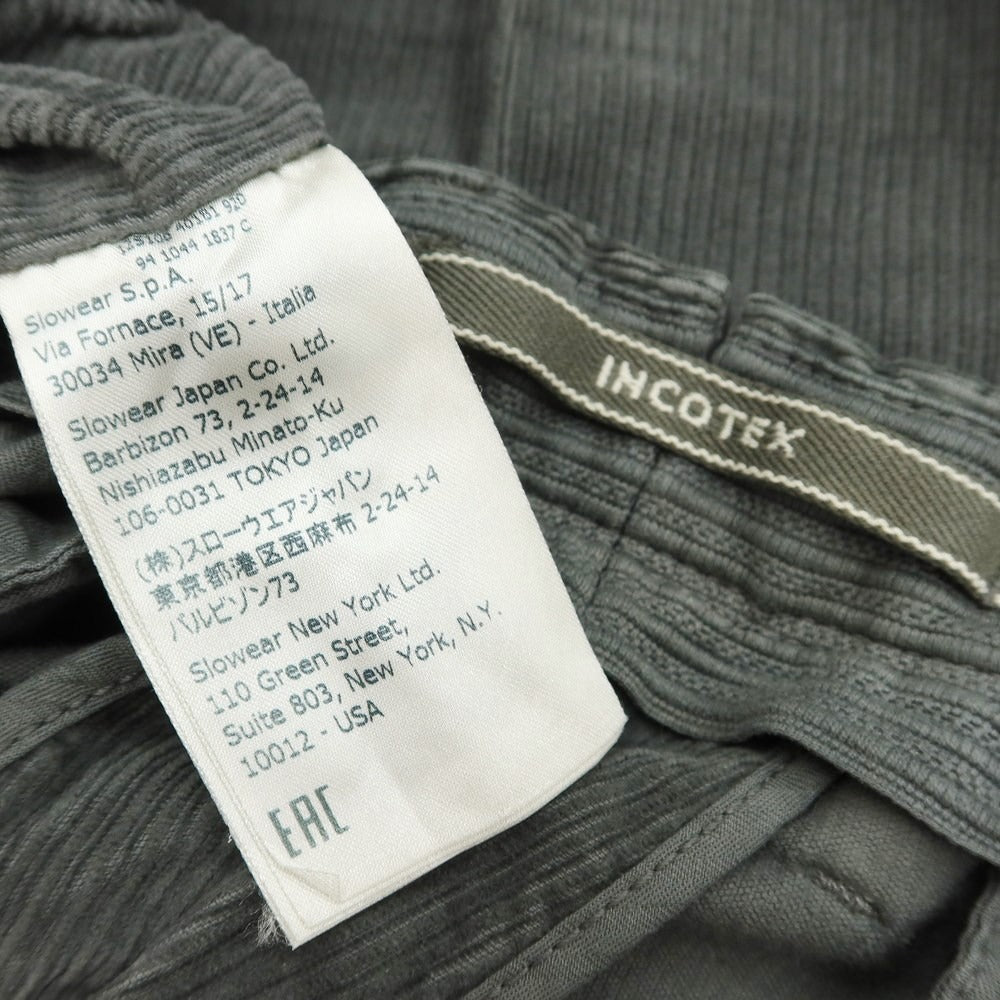 94 1044 1837 C
Slowear S.p.A.
Via Fornace, 15/17
30034 Mira (VE) - Italia
Slowear Japan Co. Ltd.
Barbizon 73, 2-24-14
Nishiazabu Minato-Ku
106-0031 TOKYO Japan
(株)スローウエアジャパン
東京都港区西麻布 2-24-14
バルビゾン73
Slowear New York Ltd.
110 Green Street,
Suite 803, New York, N.Y.
10012 - USA
EAC
INCOTEX